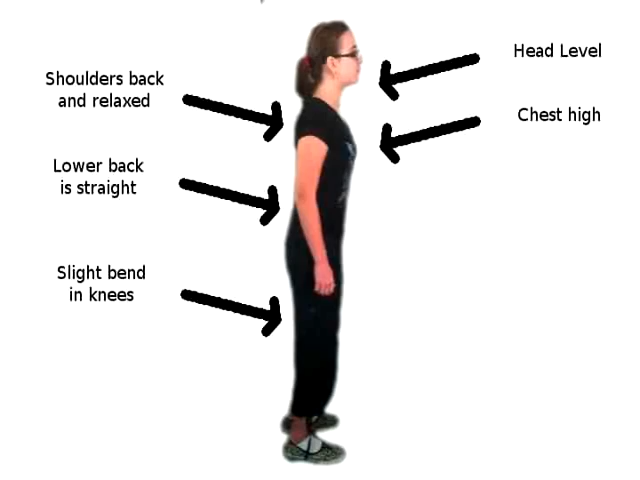 Head Level
Shoulders back
and relaxed
Chest high
Lower back
is straight
Slight bend
in knees